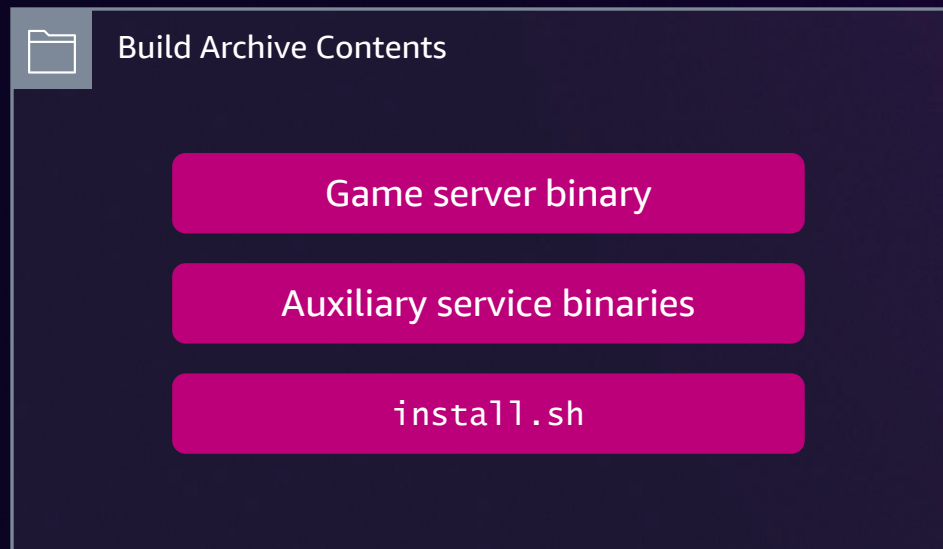 Build Archive Contents
Game server binary
Auxiliary service binaries
install.sh